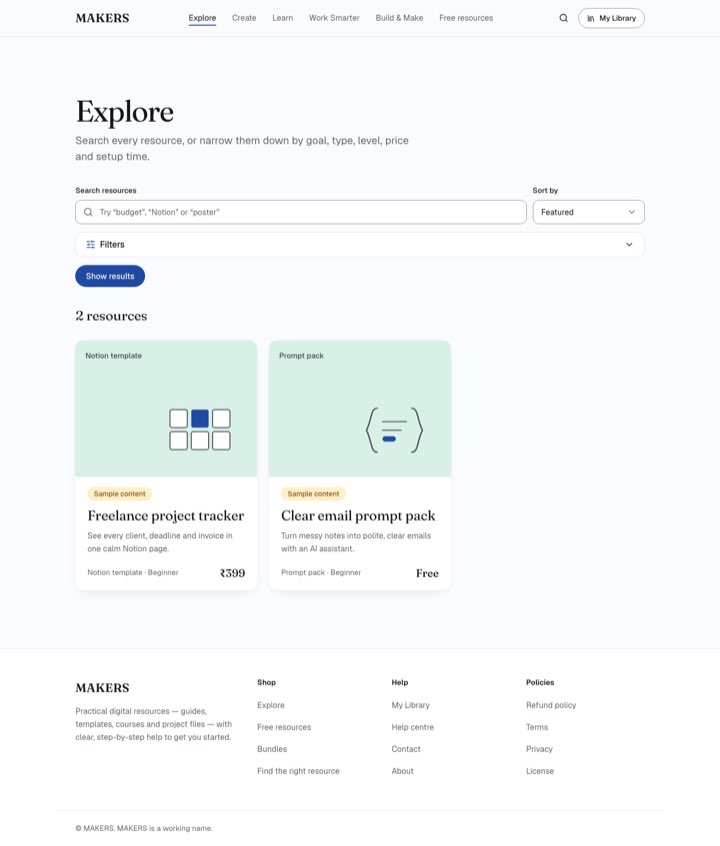 MAKERS
Explore
Create
Learn
Work Smarter
Build & Make
Free resources
My Library
Explore
Search every resource, or narrow them down by goal, type, level, price
and setup time.
Search resources
Sort by
Try “budget”, “Notion” or “poster”
Featured
Filters
Show results
2 resources
Notion template
Sample content
Freelance project tracker
See every client, deadline and invoice in
one calm Notion page.
Notion template · Beginner
₹399
Prompt pack
Sample content
Clear email prompt pack
Turn messy notes into polite, clear emails
with an AI assistant.
Prompt pack · Beginner
Free
MAKERS
Practical digital resources — guides,
templates, courses and project files — with
clear, step-by-step help to get you started.
Shop
Explore
Free resources
Bundles
Find the right resource
Help
My Library
Help centre
Contact
About
Policies
Refund policy
Terms
Privacy
License
© MAKERS. MAKERS is a working name.